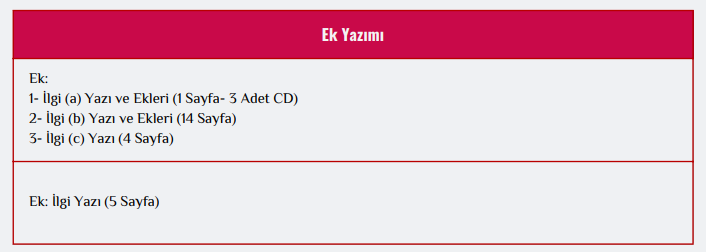 Ek Yazımı
Ek:
1- İlgi (a) Yazı ve Ekleri (1 Sayfa- 3 Adet CD)
2- İlgi (b) Yazı ve Ekleri (14 Sayfa)
3- İlgi (c) Yazı (4 Sayfa)
Ek: İlgi Yazı (5 Sayfa)